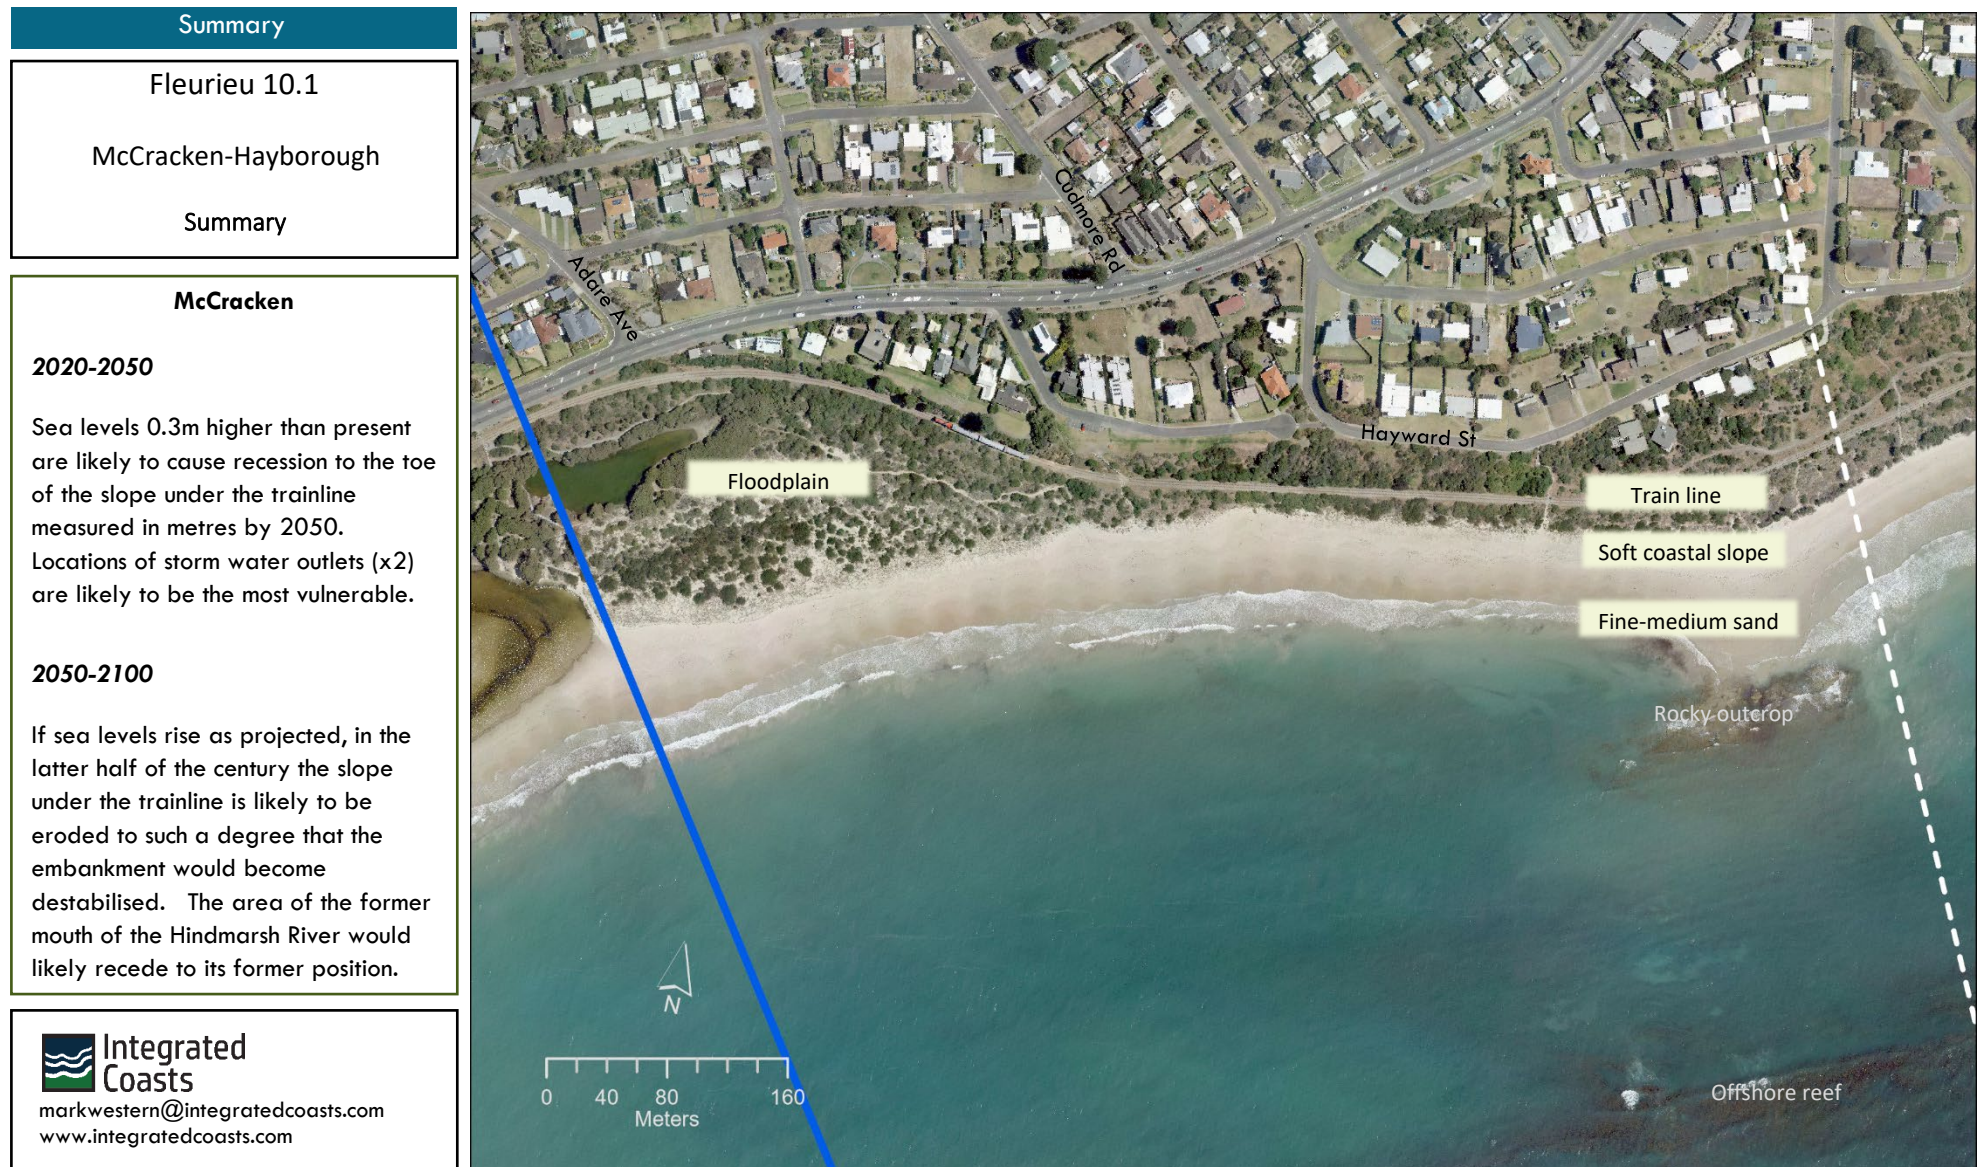 Summary
Fleurieu 10.1
McCracken-Hayborough
Summary
McCracken
2020-2050
Sea levels 0.3m higher than present
are likely to cause recession to the toe
of the slope under the trainline
measured in metres by 2050.
Locations of storm water outlets (x2)
are likely to be the most vulnerable.
2050-2100
If sea levels rise as projected, in the
latter half of the century the slope
under the trainline is likely to be
eroded to such a degree that the
embankment would become
destabilised. The area of the former
mouth of the Hindmarsh River would
likely recede to its former position.
Integrated
Coasts
markwestern@integratedcoasts.com
www.integratedcoasts.com
Cudmore Rd
Adare Ave
Hayward St
Floodplain
Train line
Soft coastal slope
Fine-medium sand
Rocky outcrop
N
0 40 80 160
Meters
Offshore reef